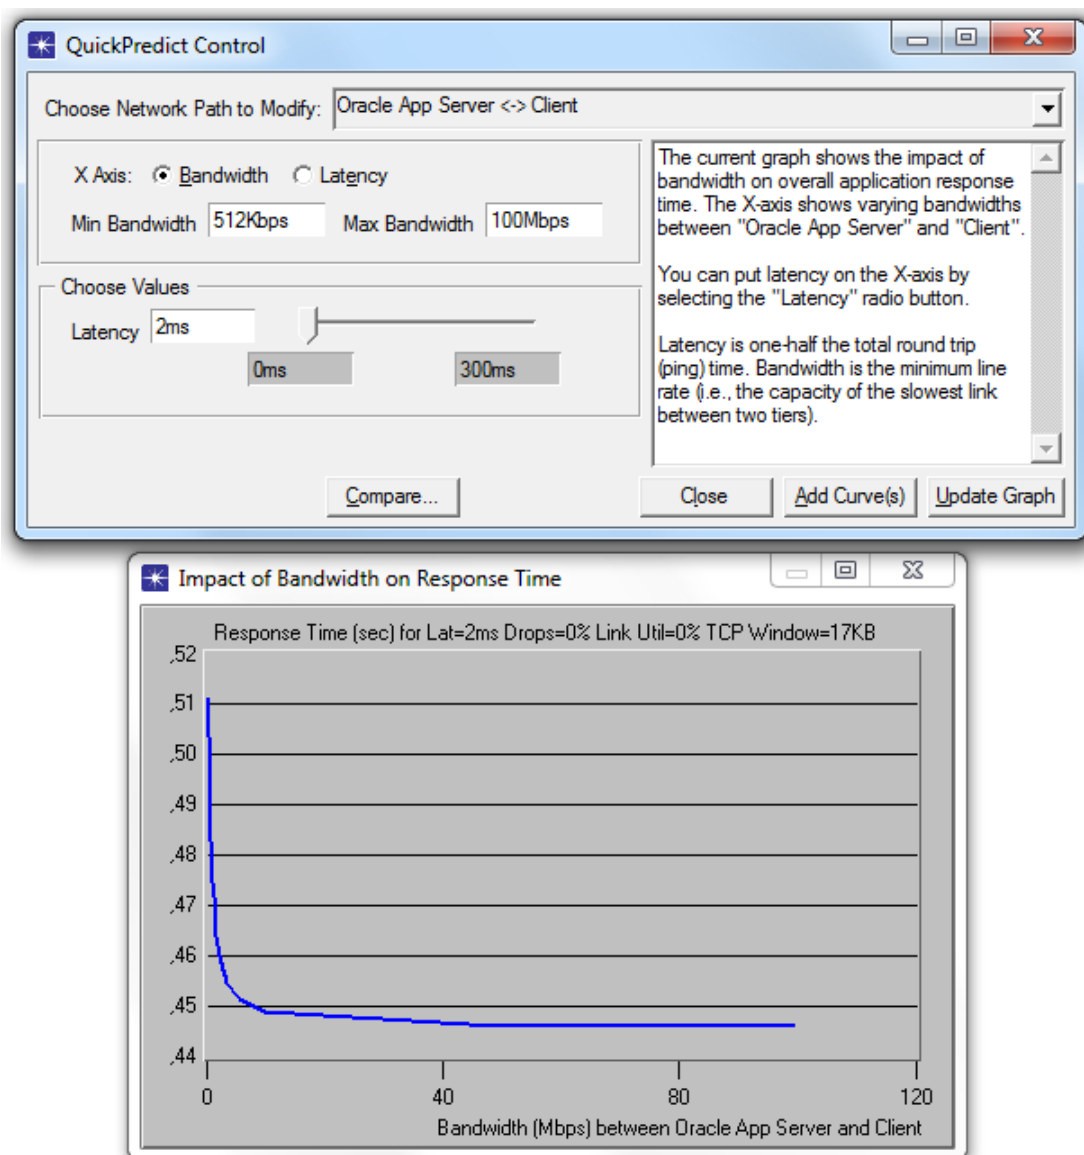 QuickPredict Control
Choose Network Path to Modify: Oracle App Server <-> Client
X Axis: Bandwidth Latency
Min Bandwidth 512Kbps Max Bandwidth 100Mbps
The current graph shows the impact of
bandwidth on overall application response
time. The X-axis shows varying bandwidths
between "Oracle App Server" and "Client".
You can put latency on the X-axis by
selecting the "Latency" radio button.
Latency is one-half the total round trip
(ping) time. Bandwidth is the minimum line
rate (i.e., the capacity of the slowest link
between two tiers).
Choose Values
Latency 2ms
0ms 300ms
Compare... Close Add Curve(s) Update Graph
Impact of Bandwidth on Response Time
Response Time (sec) for Lat=2ms Drops=0% Link Util=0% TCP Window=17KB
,52
,51
,50
,49
,48
,47
,46
,45
,44
0 40 80 120
Bandwidth (Mbps) between Oracle App Server and Client